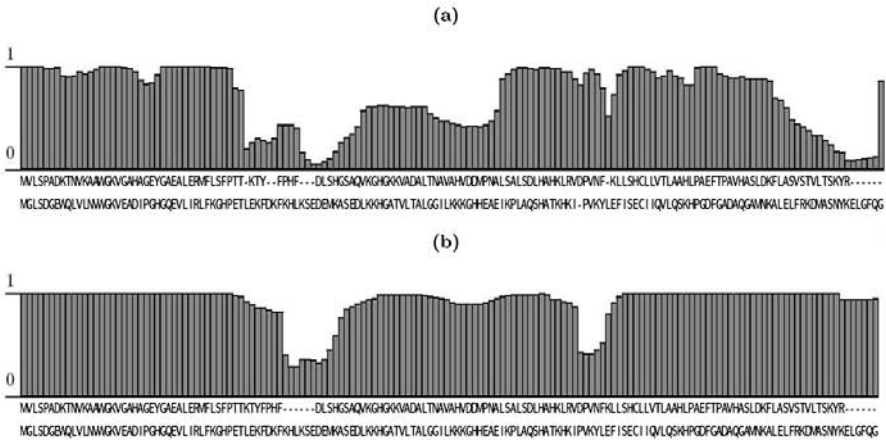 (a)
1
0
MVLSPADKTNVKAAWGKVGAHAGEYGAEALERMFLSFPTT-KTY--FPHF---DLSHGSAQVKGHGKKVADALTNAVAHVDDMPNALSALSDLHAHKLRVDPVNF-KLLSHCLLVTLAAHLPAEFTPAVHASLDKFLASVSTVLTSKYR------
MGLSDGEWQLVLNVWGKVEADIPGHGQEVLIRLFKGHPETLEKFDKFKHLKSEDEMKASEDLKKHGATVLTALGGILKKKGHHEAEIKPLAQSHATKHKI-PVKYLEFISECIIQVLQSKHPGDFGADAQGAMNKALELFRKDMASNYKELGFQG
(b)
1
0
MVLSPADKTNVKAAWGKVGAHAGEYGAEALERMFLSFPTTKTYFPHF------DLSHGSAQVKGHGKKVADALTNAVAHVDDMPNALSALSDLHAHKLRVDPVNFKLLSHCLLVTLAAHLPAEFTPAVHASLDKFLASVSTVLTSKYR------
MGLSDGEWQLVLNVWGKVEADIPGHGQEVLIRLFKGHPETLEKFDKFKHLKSEDEMKASEDLKKHGATVLTALGGILKKKGHHEAEIKPLAQSHATKHKIPVKYLEFISECIIQVLQSKHPGDFGADAQGAMNKALELFRKDMASNYKELGFQG